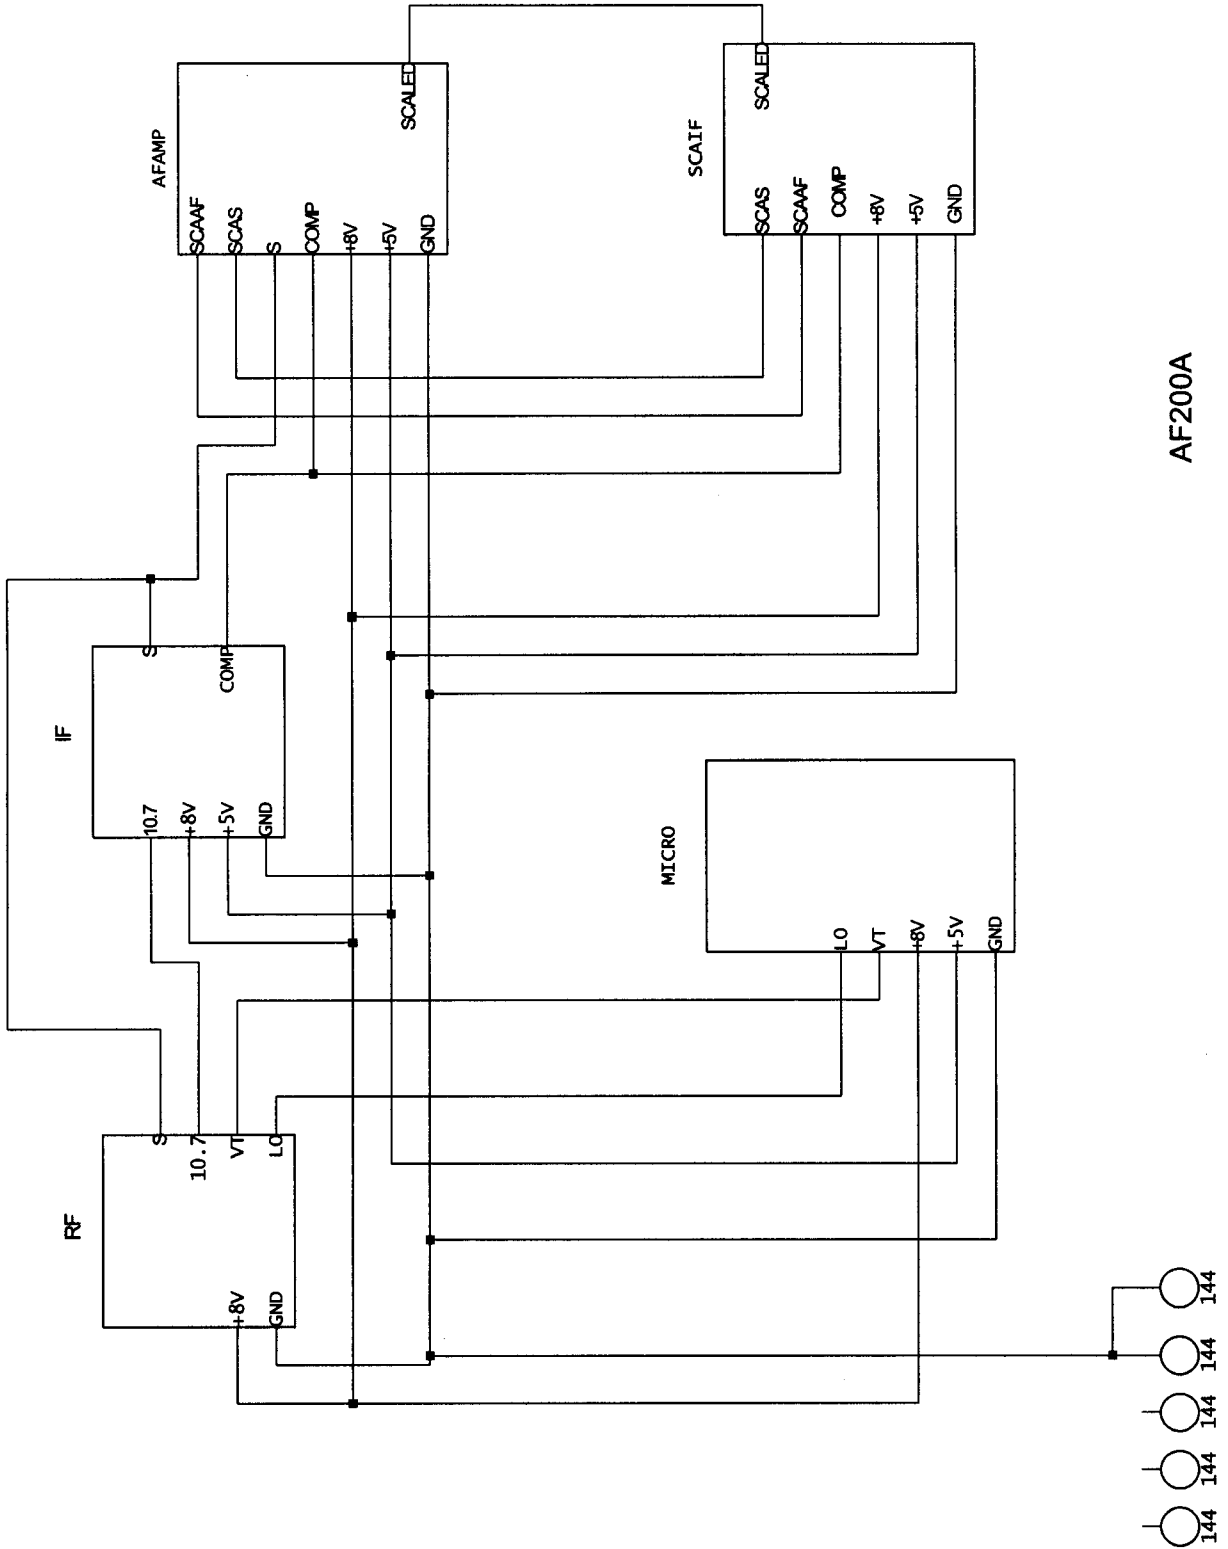 AFAMP
SCALED
SCAAF
SCAS
S
COMP
+8V
+5V
GND
SCAIF
SCALED
SCAS
SCAAF
COMP
+8V
+5V
GND
IF
S
COMP
10.7
+8V
+5V
GND
MICRO
LO
VT
+8V
+5V
GND
RF
S
10.7
VT
LO
+8V
GND
AF200A
144
144
144
144
144